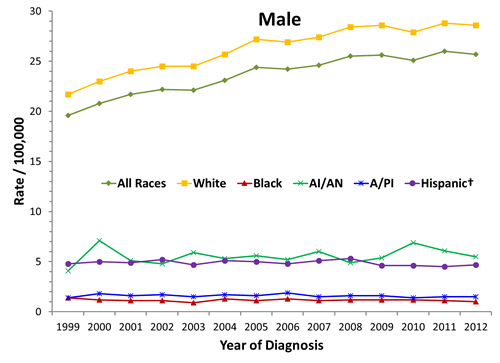 Male
30
25
20
15
10
5
0
Rate / 100,000
All Races White Black AI/AN A/PI Hispanic†
1999 2000 2001 2002 2003 2004 2005 2006 2007 2008 2009 2010 2011 2012
Year of Diagnosis